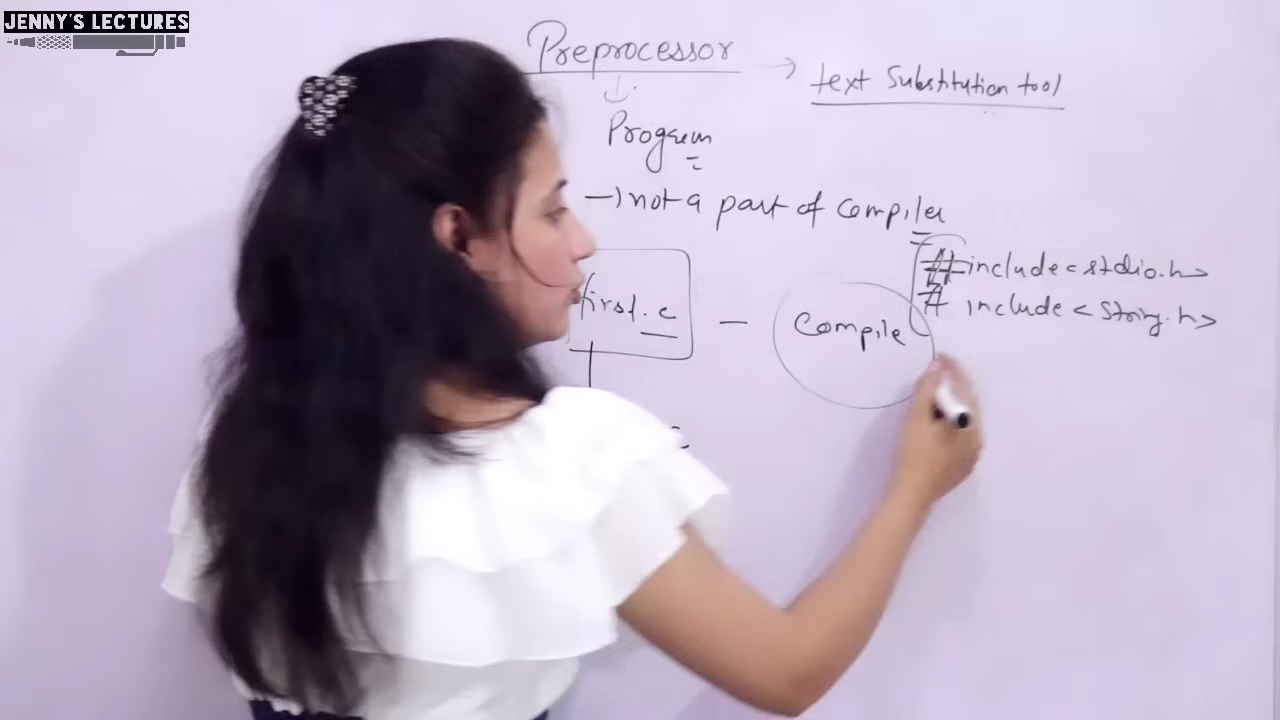 JENNY'S LECTURES
Preprocessor
text Substitution tool
Program
not a part of compiler
#include<stdio.h>
# include<String.h>
first.c
Compile